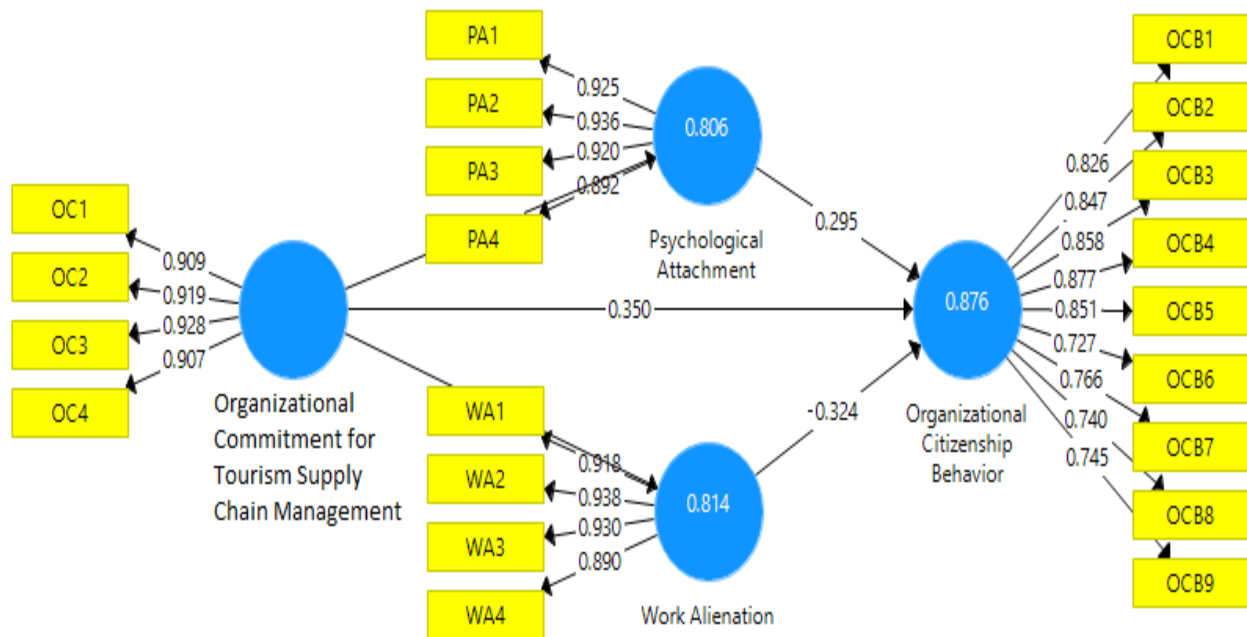 PA1
PA2
PA3
PA4
0.925
0.936
0.920
0.892
0.806
Psychological
Attachment
OC1
OC2
OC3
OC4
0.909
0.919
0.928
0.907
Organizational
Commitment for
Tourism Supply
Chain Management
0.295
0.350
-0.324
WA1
WA2
WA3
WA4
0.918
0.938
0.930
0.890
0.814
Work Alienation
0.876
Organizational
Citizenship
Behavior
0.826
0.847
0.858
0.877
0.851
0.727
0.766
0.740
0.745
OCB1
OCB2
OCB3
OCB4
OCB5
OCB6
OCB7
OCB8
OCB9